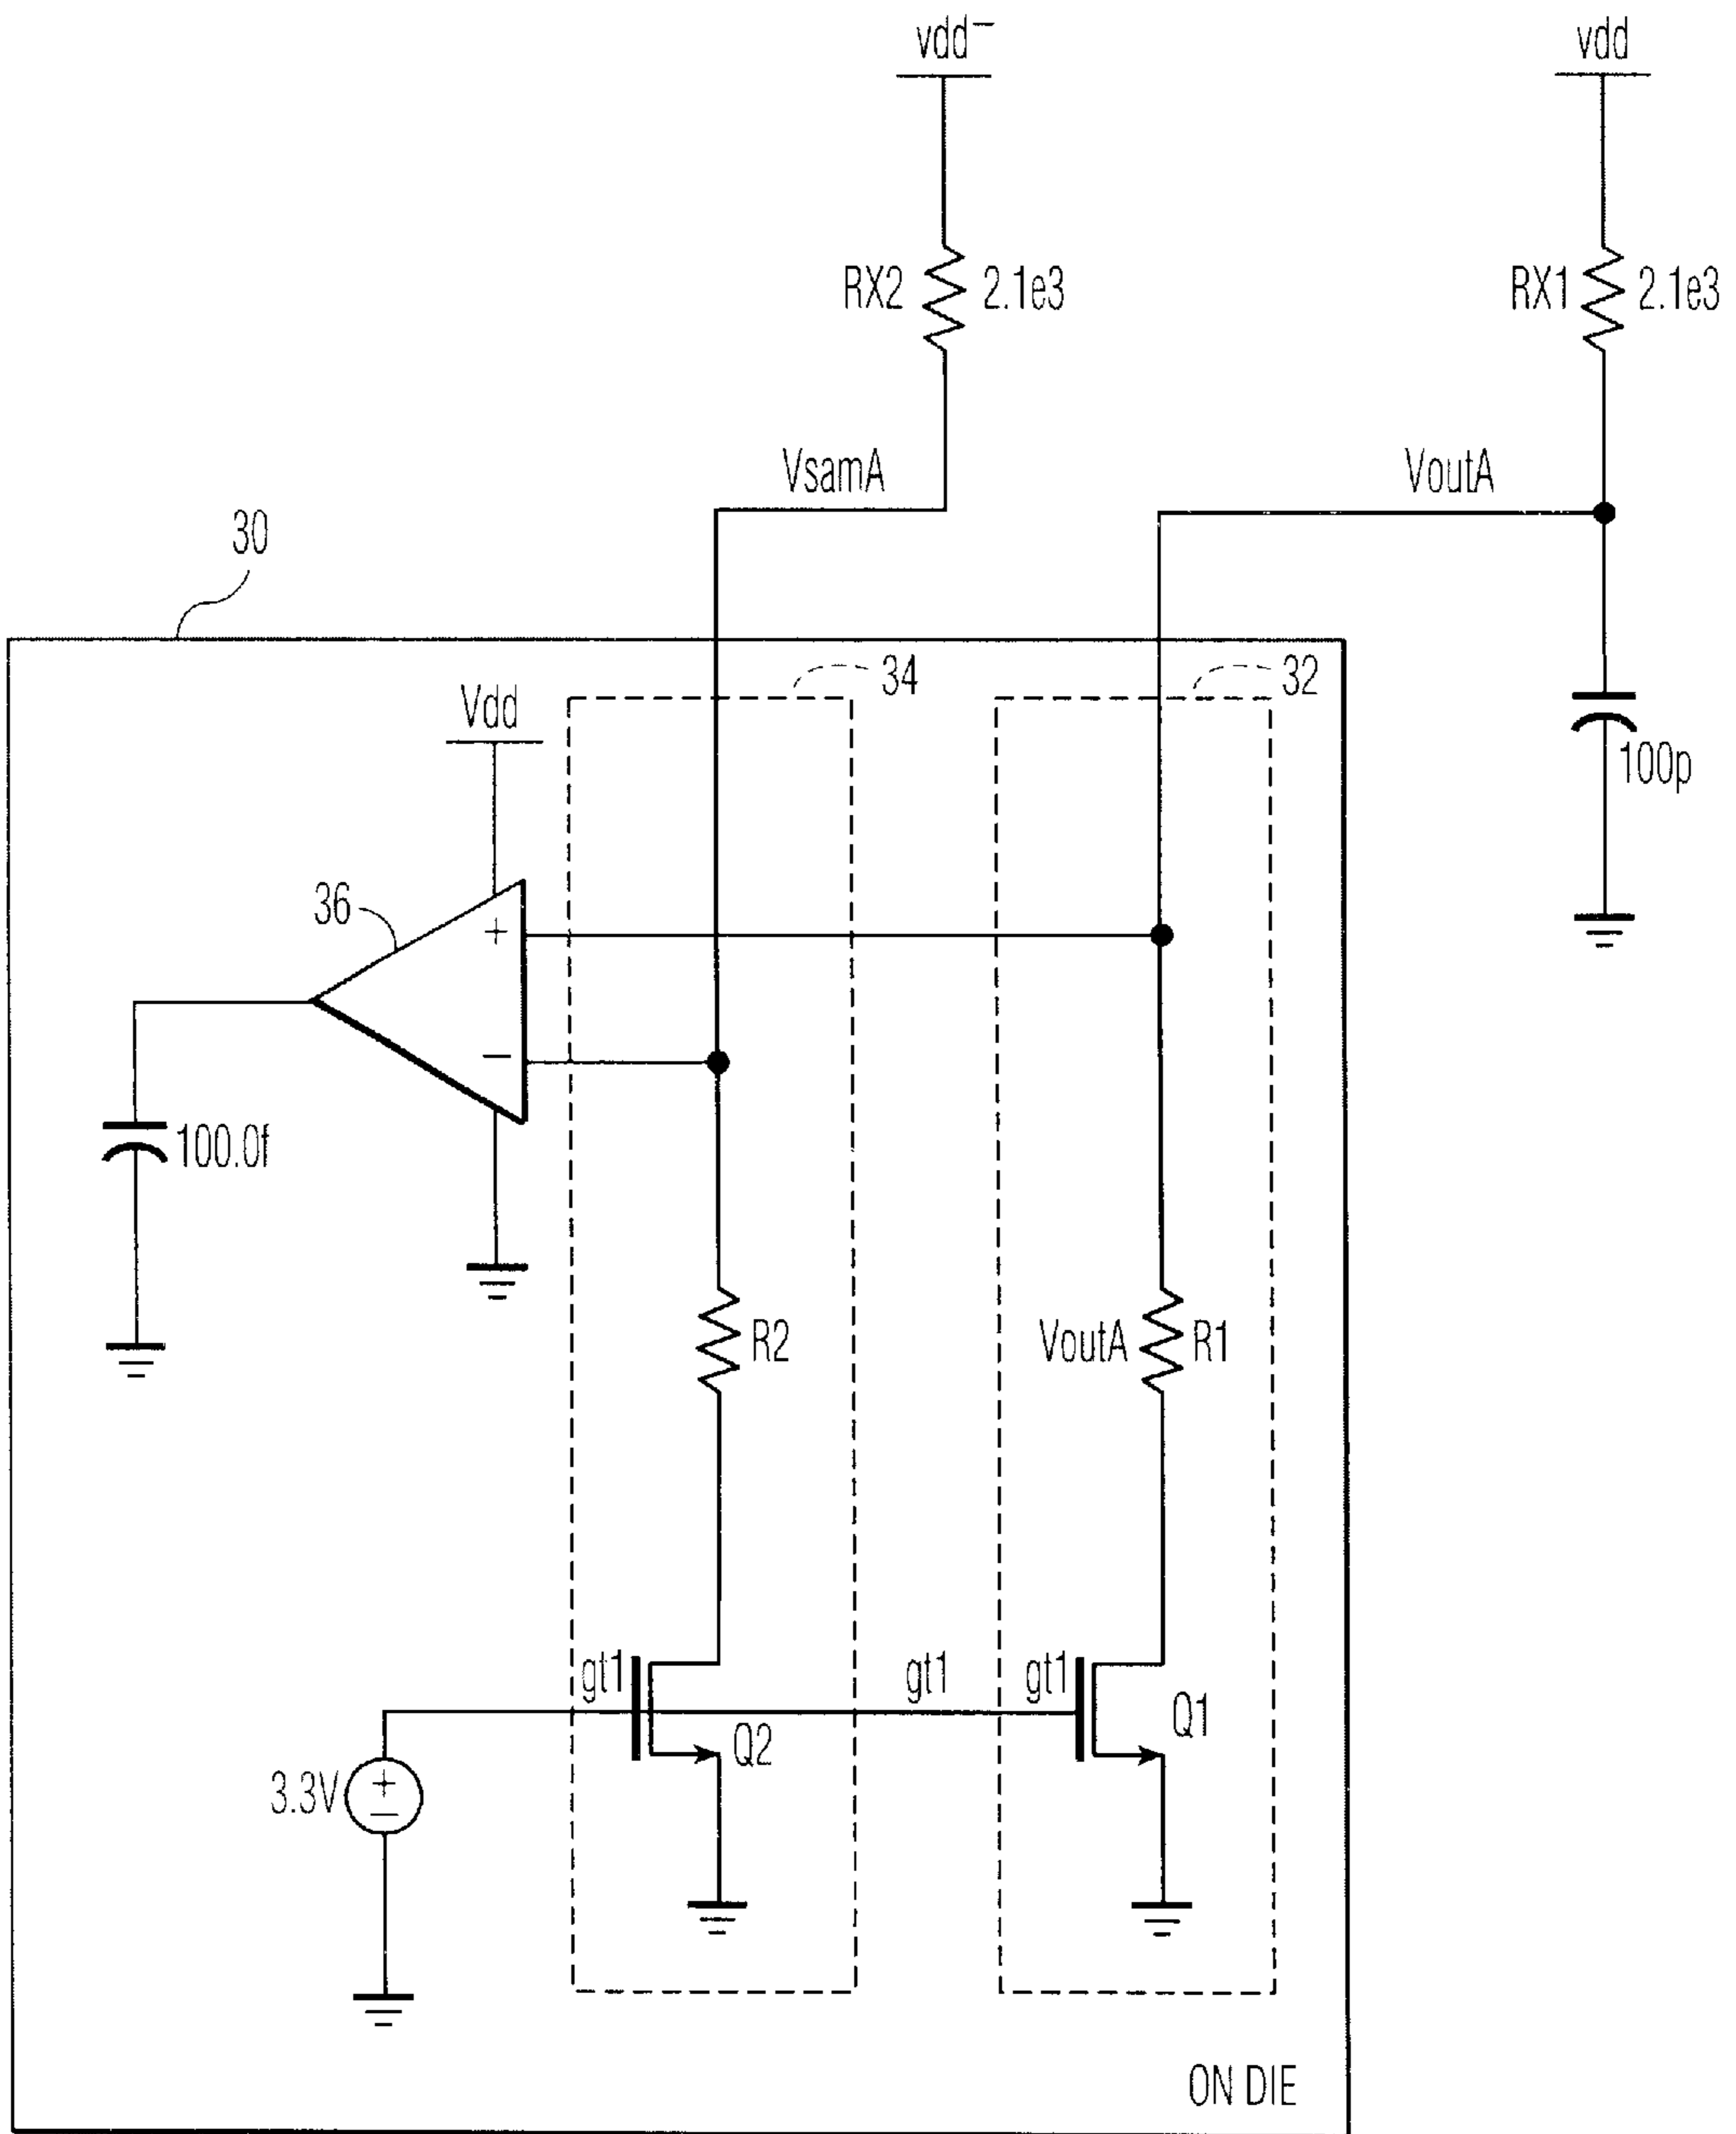 vdd‾ vdd
RX2 2.1e3 RX1 2.1e3
VsamA VoutA
30
34 32
Vdd
100p
36
+
−
100.0f
R2 VoutA R1
gt1 gt1 gt1
Q2 Q1
3.3V + −
ON DIE